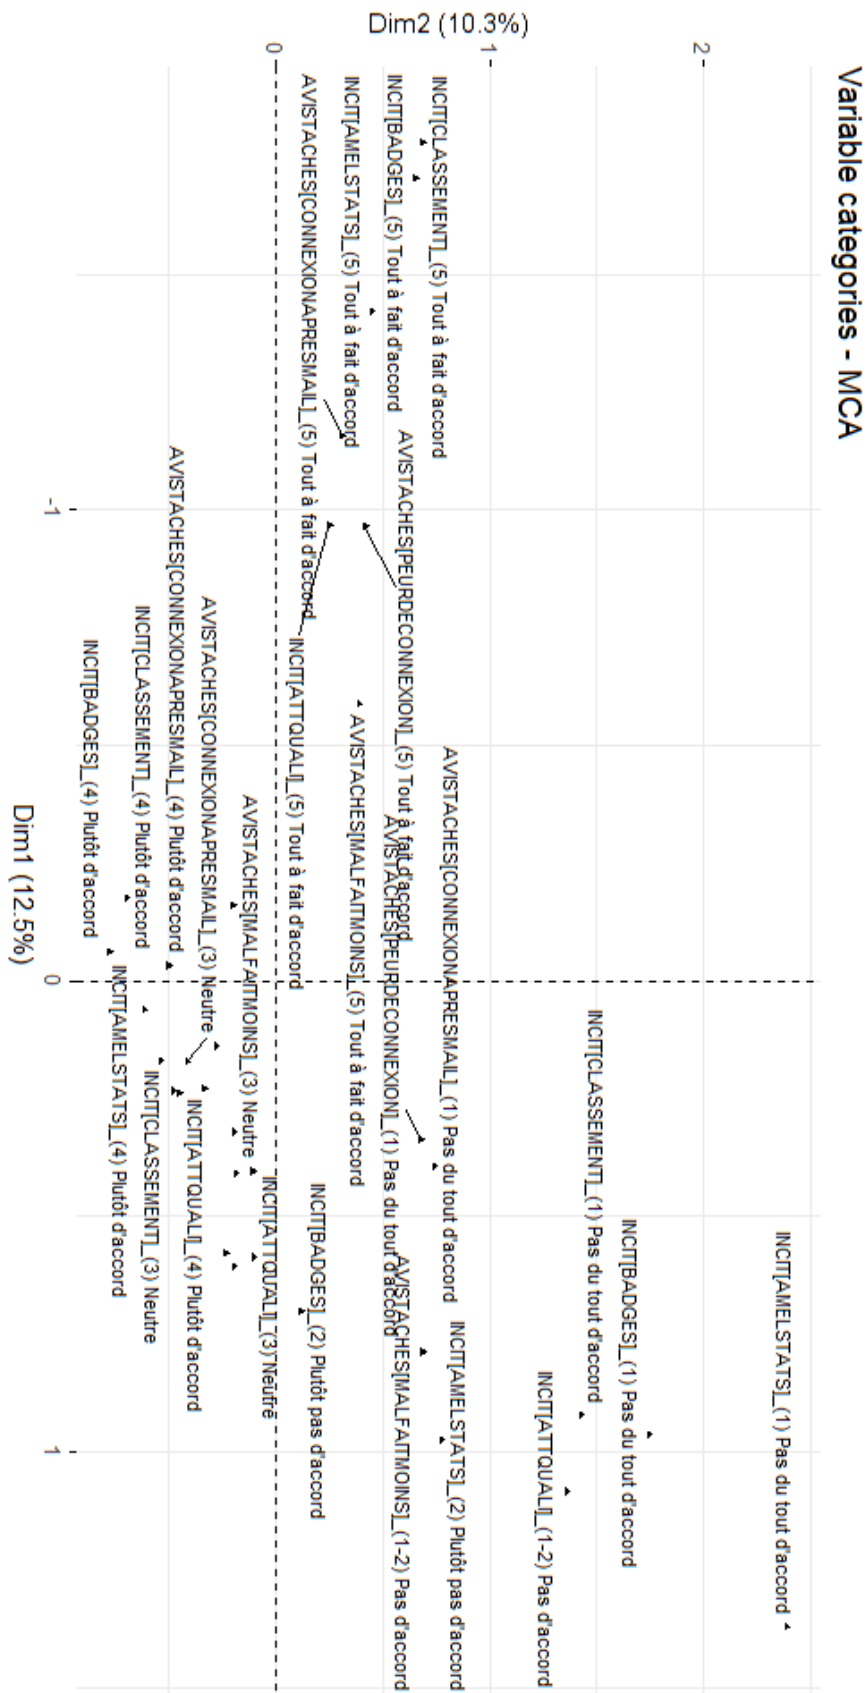 Variable categories - MCA
Dim2 (10.3%)
2
1
0
INCIT[AMELSTATS]_(1) Pas du tout d'accord
INCIT[BADGES]_(1) Pas du tout d'accord
INCIT[CLASSEMENT]_(1) Pas du tout d'accord
INCIT[ATTQUALI]_(1-2) Pas d'accord
INCIT[AMELSTATS]_(2) Plutôt pas d'accord
AVISTACHES[CONNEXIONAPRESMAIL]_(1) Pas du tout d'accord
INCIT[CLASSEMENT]_(5) Tout à fait d'accord
AVISTACHES[PEURDECONNEXION]_(5) Tout à fait d'accord
AVISTACHES[MALFAITMOINS]_(1-2) Pas d'accord
INCIT[BADGES]_(5) Tout à fait d'accord
AVISTACHES[PEURDECONNEXION]_(1) Pas du tout d'accord
AVISTACHES[MALFAITMOINS]_(5) Tout à fait d'accord
INCIT[AMELSTATS]_(5) Tout à fait d'accord
INCIT[BADGES]_(2) Plutôt pas d'accord
AVISTACHES[CONNEXIONAPRESMAIL]_(5) Tout à fait d'accord
INCIT[ATTQUALI]_(5) Tout à fait d'accord
INCIT[ATTQUALI]_(3) Neutre
AVISTACHES[MALFAITMOINS]_(3) Neutre
AVISTACHES[CONNEXIONAPRESMAIL]_(3) Neutre
INCIT[ATTQUALI]_(4) Plutôt d'accord
AVISTACHES[CONNEXIONAPRESMAIL]_(4) Plutôt d'accord
INCIT[CLASSEMENT]_(3) Neutre
INCIT[CLASSEMENT]_(4) Plutôt d'accord
INCIT[AMELSTATS]_(4) Plutôt d'accord
INCIT[BADGES]_(4) Plutôt d'accord
-1
0
1
Dim1 (12.5%)